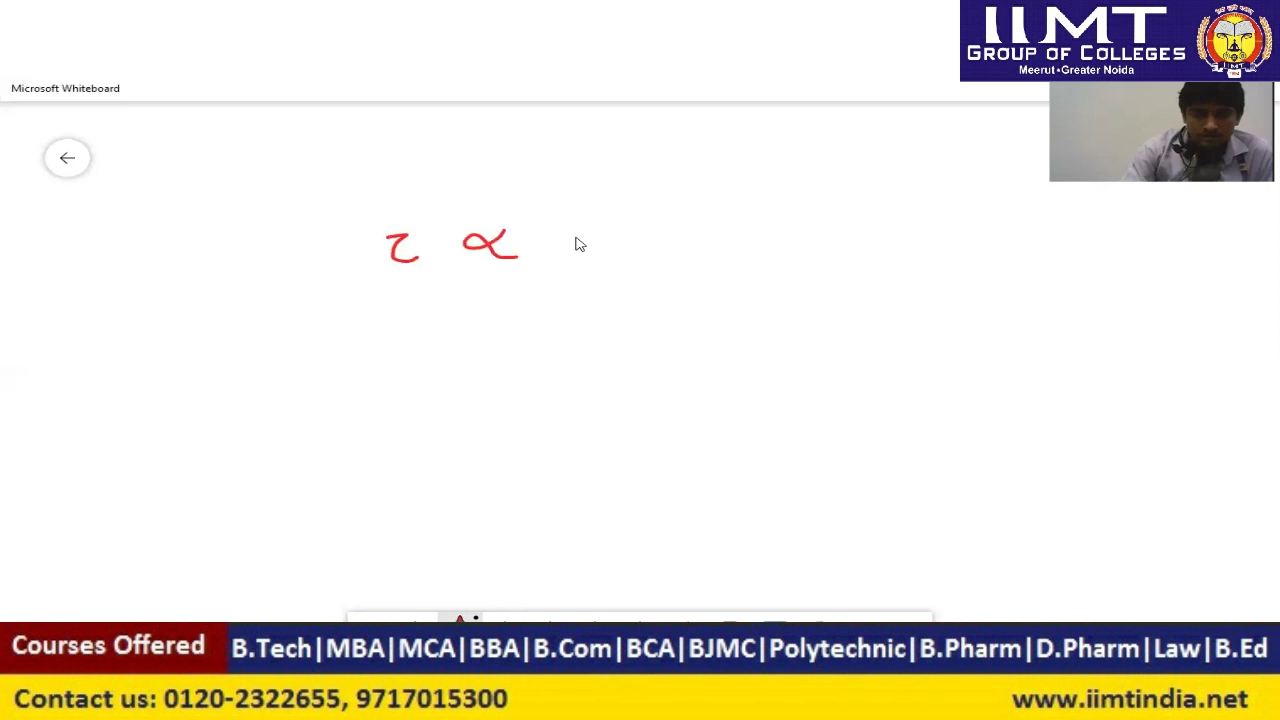 IIMT
GROUP OF COLLEGES
Meerut•Greater Noida
Microsoft Whiteboard
τ ∝
Courses Offered
B.Tech|MBA|MCA|BBA|B.Com|BCA|BJMC|Polytechnic|B.Pharm|D.Pharm|Law|B.Ed
Contact us: 0120-2322655, 9717015300
www.iimtindia.net